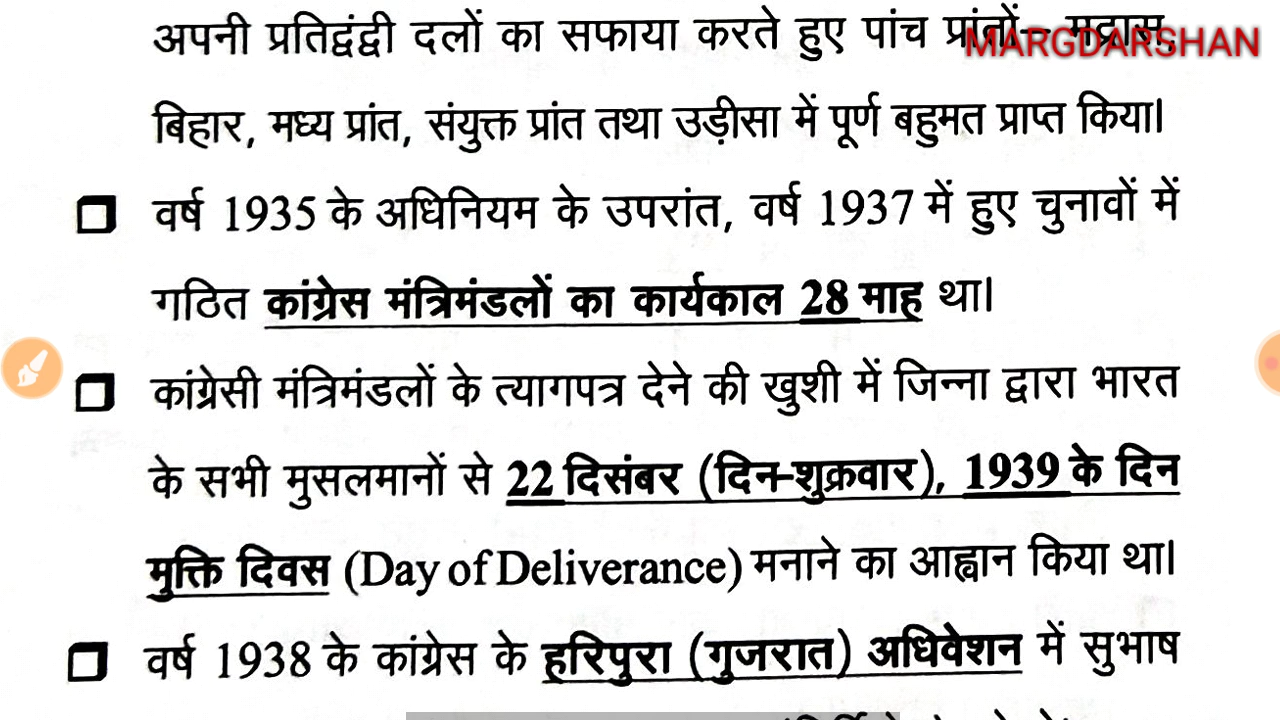 अपनी प्रतिद्वंद्वी दलों का सफाया करते हुए पांच प्रांतों– मद्रास,
MARGDARSHAN
बिहार, मध्य प्रांत, संयुक्त प्रांत तथा उड़ीसा में पूर्ण बहुमत प्राप्त किया।
वर्ष 1935 के अधिनियम के उपरांत, वर्ष 1937 में हुए चुनावों में
गठित कांग्रेस मंत्रिमंडलों का कार्यकाल 28 माह था।
कांग्रेसी मंत्रिमंडलों के त्यागपत्र देने की खुशी में जिन्ना द्वारा भारत
के सभी मुसलमानों से 22 दिसंबर (दिन-शुक्रवार), 1939 के दिन
मुक्ति दिवस (Day of Deliverance) मनाने का आह्वान किया था।
वर्ष 1938 के कांग्रेस के हरिपुरा (गुजरात) अधिवेशन में सुभाष